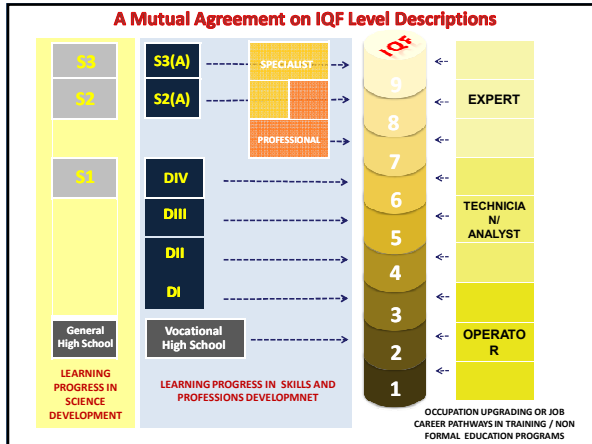 A Mutual Agreement on IQF Level Descriptions
S3
S2
S1
General
High School
LEARNING
PROGRESS IN
SCIENCE
DEVELOPMENT
S3(A)
S2(A)
DIV
DIII
DII
DI
Vocational
High School
SPECIALIST
PROFESSIONAL
LEARNING PROGRESS IN SKILLS AND
PROFESSIONS DEVELOPMNET
IQF
9
8
7
6
5
4
3
2
1
EXPERT
TECHNICIA
N/
ANALYST
OPERATO
R
OCCUPATION UPGRADING OR JOB
CAREER PATHWAYS IN TRAINING / NON
FORMAL EDUCATION PROGRAMS